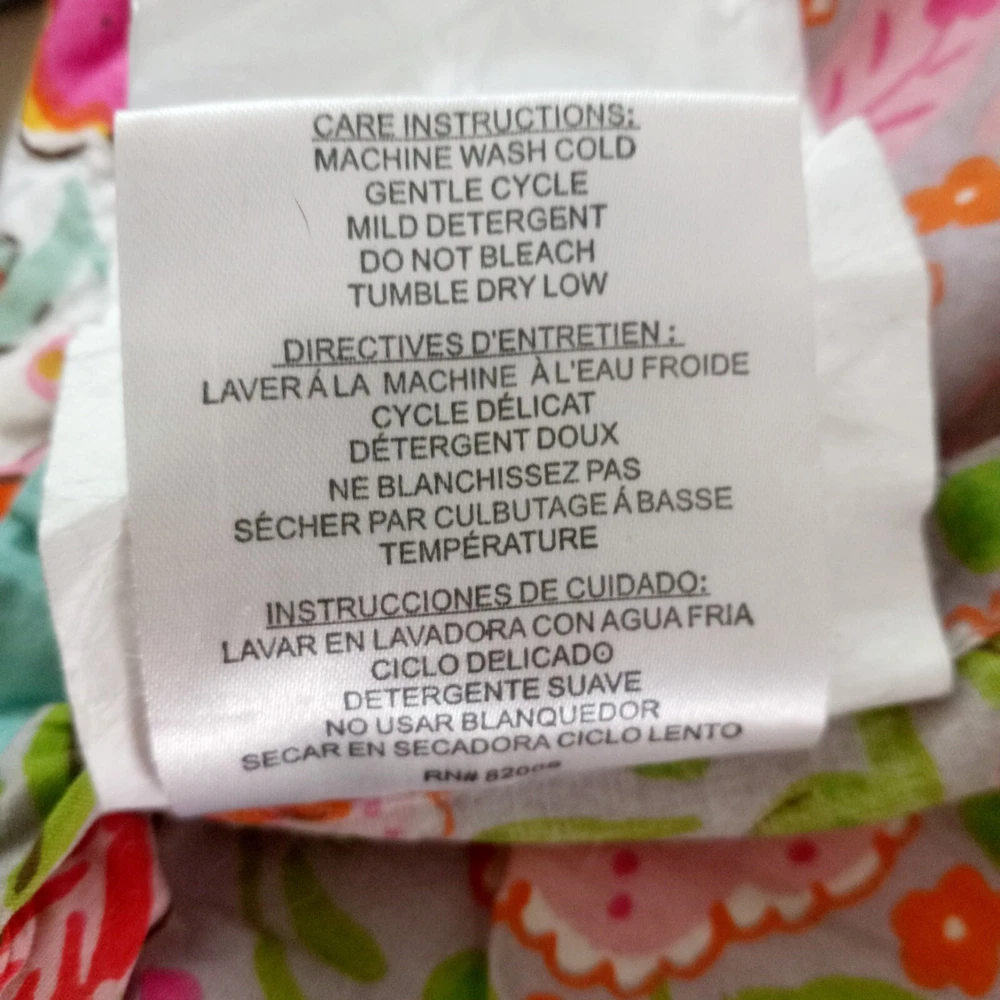 CARE INSTRUCTIONS:
MACHINE WASH COLD
GENTLE CYCLE
MILD DETERGENT
DO NOT BLEACH
TUMBLE DRY LOW
DIRECTIVES D'ENTRETIEN :
LAVER Á LA MACHINE À L'EAU FROIDE
CYCLE DÉLICAT
DÉTERGENT DOUX
NE BLANCHISSEZ PAS
SÉCHER PAR CULBUTAGE Á BASSE
TEMPÉRATURE
INSTRUCCIONES DE CUIDADO:
LAVAR EN LAVADORA CON AGUA FRIA
CICLO DELICADO
DETERGENTE SUAVE
NO USAR BLANQUEDOR
SECAR EN SECADORA CICLO LENTO
RN#